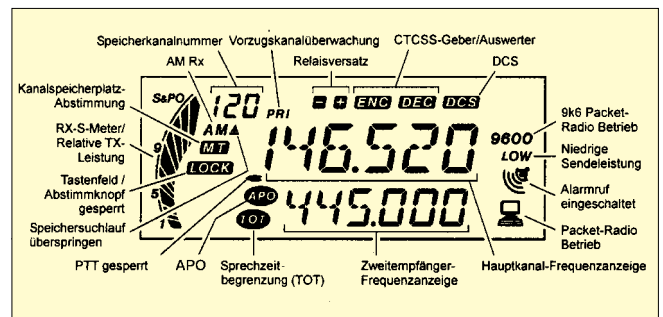 Speicherkanalnummer
Vorzugskanalüberwachung
CTCSS-Geber/Auswerter
AM Rx
Relaisversatz
DCS
Kanalspeicherplatz-
Abstimmung
RX-S-Meter/
Relative TX-
Leistung
Tastenfeld /
Abstimmknopf
gesperrt
Speichersuchlauf
überspringen
PTT gesperrt
APO
Sprechzeit-
begrenzung (TOT)
Zweitempfänger-
Frequenzanzeige
Hauptkanal-Frequenzanzeige
9k6 Packet-
Radio Betrieb
Niedrige
Sendeleistung
Alarmruf
eingeschaltet
Packet-Radio
Betrieb
S&PO
9
5
1
120
PRI
ENC DEC DCS
AM
MT
LOCK
146.520
9600
LOW
APO
TOT
445.000